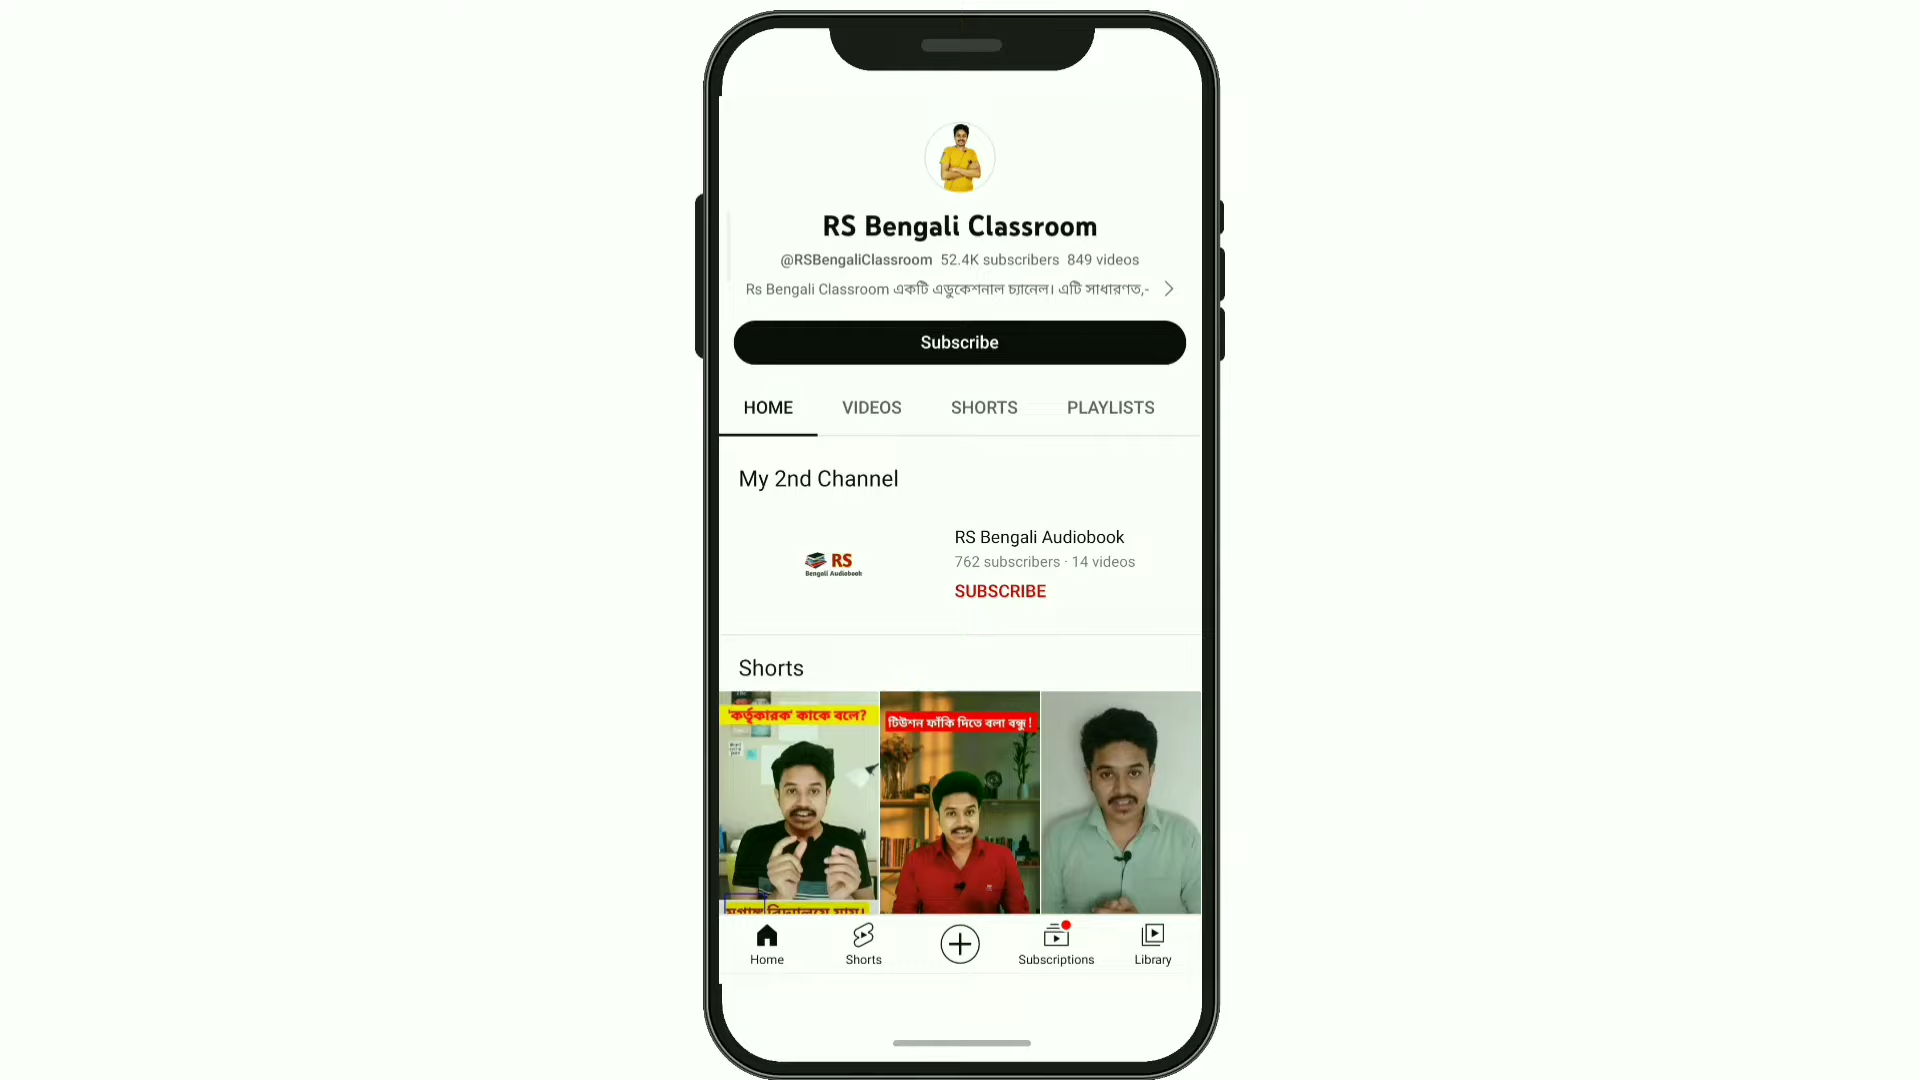 RS Bengali Classroom
@RSBengaliClassroom 52.4K subscribers 849 videos
Rs Bengali Classroom একটি এডুকেশনাল চ্যানেল। এটি সাধারণত,-
Subscribe
HOME VIDEOS SHORTS PLAYLISTS
My 2nd Channel
RS Bengali Audiobook
762 subscribers · 14 videos
SUBSCRIBE
RS
Bengali Audiobook
Shorts
'কর্তৃকারক' কাকে বলে?
টিউশন ফাঁকি দিতে বলা বন্ধু !
Home Shorts Subscriptions Library